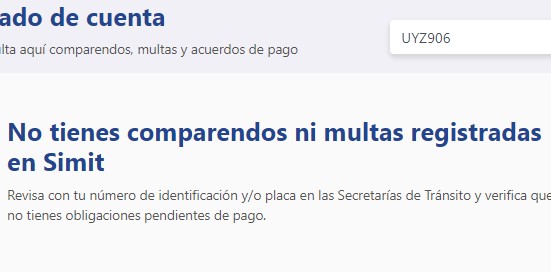 ado de cuenta
lta aquí comparendos, multas y acuerdos de pago
UYZ906
No tienes comparendos ni multas registradas
en Simit
Revisa con tu número de identificación y/o placa en las Secretarías de Tránsito y verifica que
no tienes obligaciones pendientes de pago.